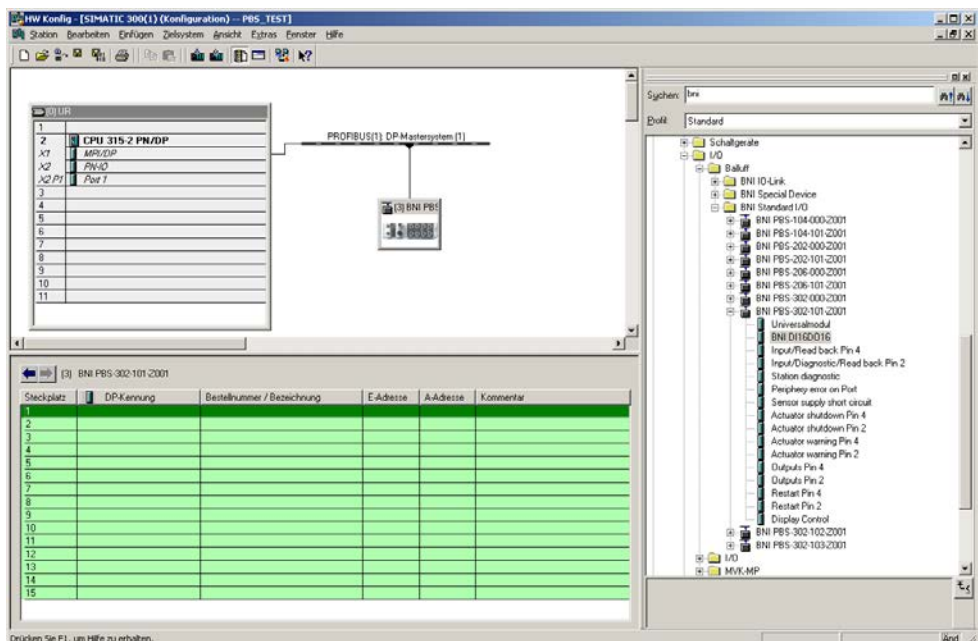 HW Konfig - [SIMATIC 300(1) (Konfiguration) -- PBS_TEST]
Station Bearbeiten Einfügen Zielsystem Ansicht Extras Fenster Hilfe
(0) UR
1
2 CPU 315-2 PN/DP
X1 MPI/DP
X2 PN-IO
X2 P1 Port 1
3
4
5
6
7
8
9
10
11
PROFIBUS(1): DP-Mastersystem (1)
(3) BNI PBS
(3) BNI PBS-302-101-Z001
Steckplatz DP-Kennung Bestellnummer / Bezeichnung E-Adresse A-Adresse Kommentar
1
2
3
4
5
6
7
8
9
10
11
12
13
14
15
Suchen: bni
Profil: Standard
Schaltgeräte
I/O
Balluff
BNI IO-Link
BNI Special Device
BNI Standard I/O
BNI PBS-104-000-Z001
BNI PBS-104-101-Z001
BNI PBS-202-000-Z001
BNI PBS-202-101-Z001
BNI PBS-206-000-Z001
BNI PBS-206-101-Z001
BNI PBS-302-000-Z001
BNI PBS-302-101-Z001
Universalmodul
BNI DI16DO16
Input/Read back Pin 4
Input/Diagnostic/Read back Pin 2
Station diagnostic
Periphery error on Port
Sensor supply short circuit
Actuator shutdown Pin 4
Actuator shutdown Pin 2
Actuator warning Pin 4
Actuator warning Pin 2
Outputs Pin 4
Outputs Pin 2
Restart Pin 4
Restart Pin 2
Display Control
BNI PBS-302-102-Z001
BNI PBS-302-103-Z001
I/O
MVK-MP
Drücken Sie F1, um Hilfe zu erhalten.
Änd